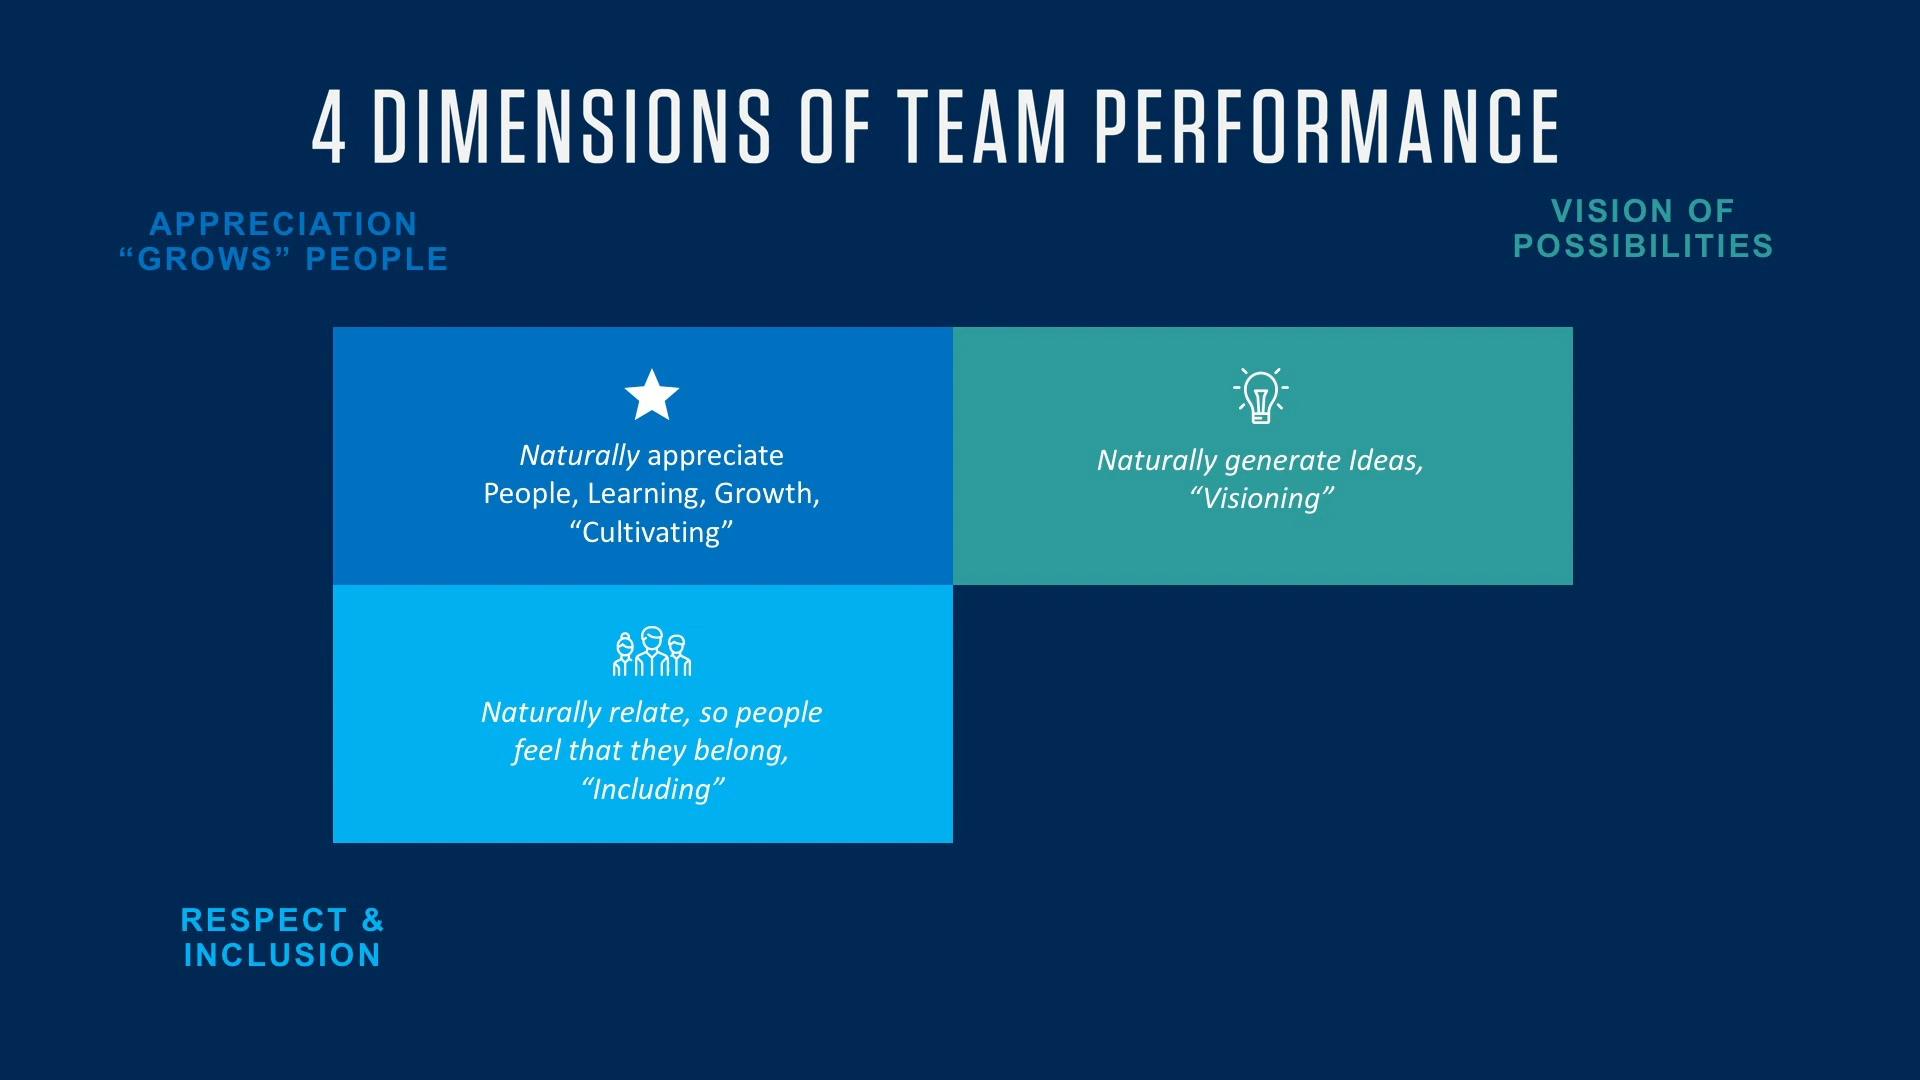 4 DIMENSIONS OF TEAM PERFORMANCE
APPRECIATION
“GROWS” PEOPLE
VISION OF
POSSIBILITIES
Naturally appreciate
People, Learning, Growth,
“Cultivating”
Naturally generate Ideas,
“Visioning”
Naturally relate, so people
feel that they belong,
“Including”
RESPECT &
INCLUSION